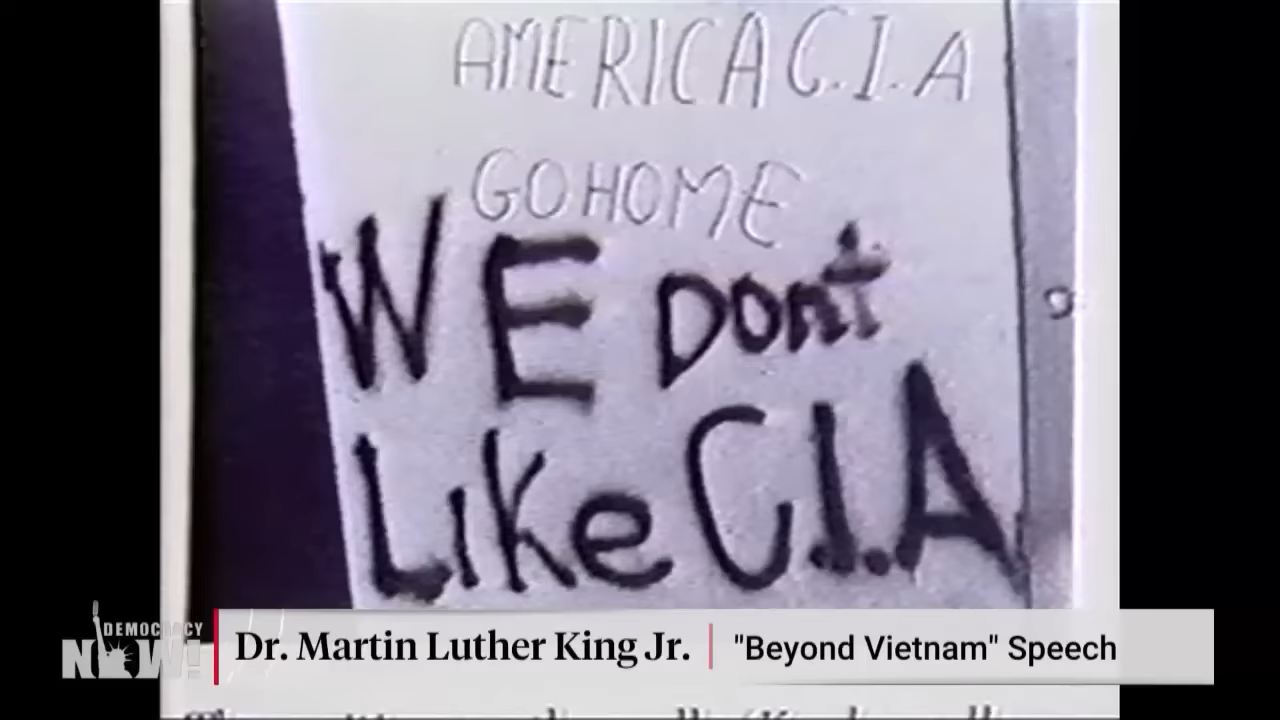 AMERICA C.I.A
GO HOME
WE Dont
Like C.I.A
DEMOCRACY
NOW!
Dr. Martin Luther King Jr. | "Beyond Vietnam" Speech